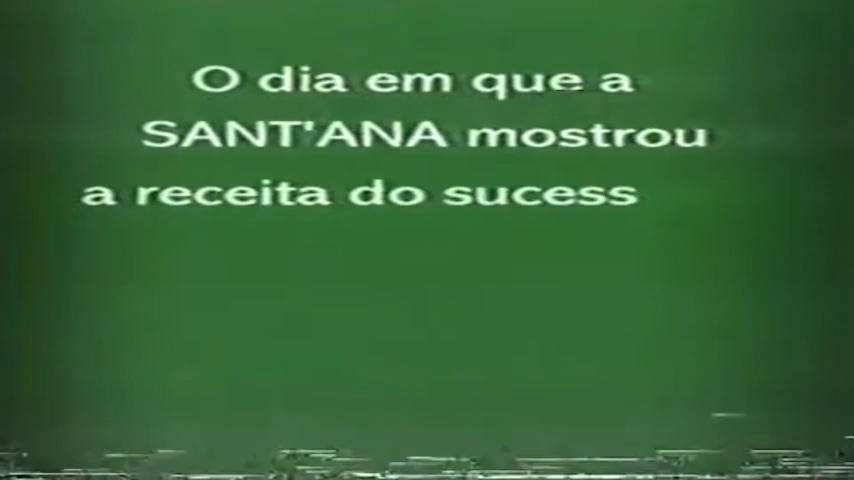 O dia em que a
SANT'ANA mostrou
a receita do sucess